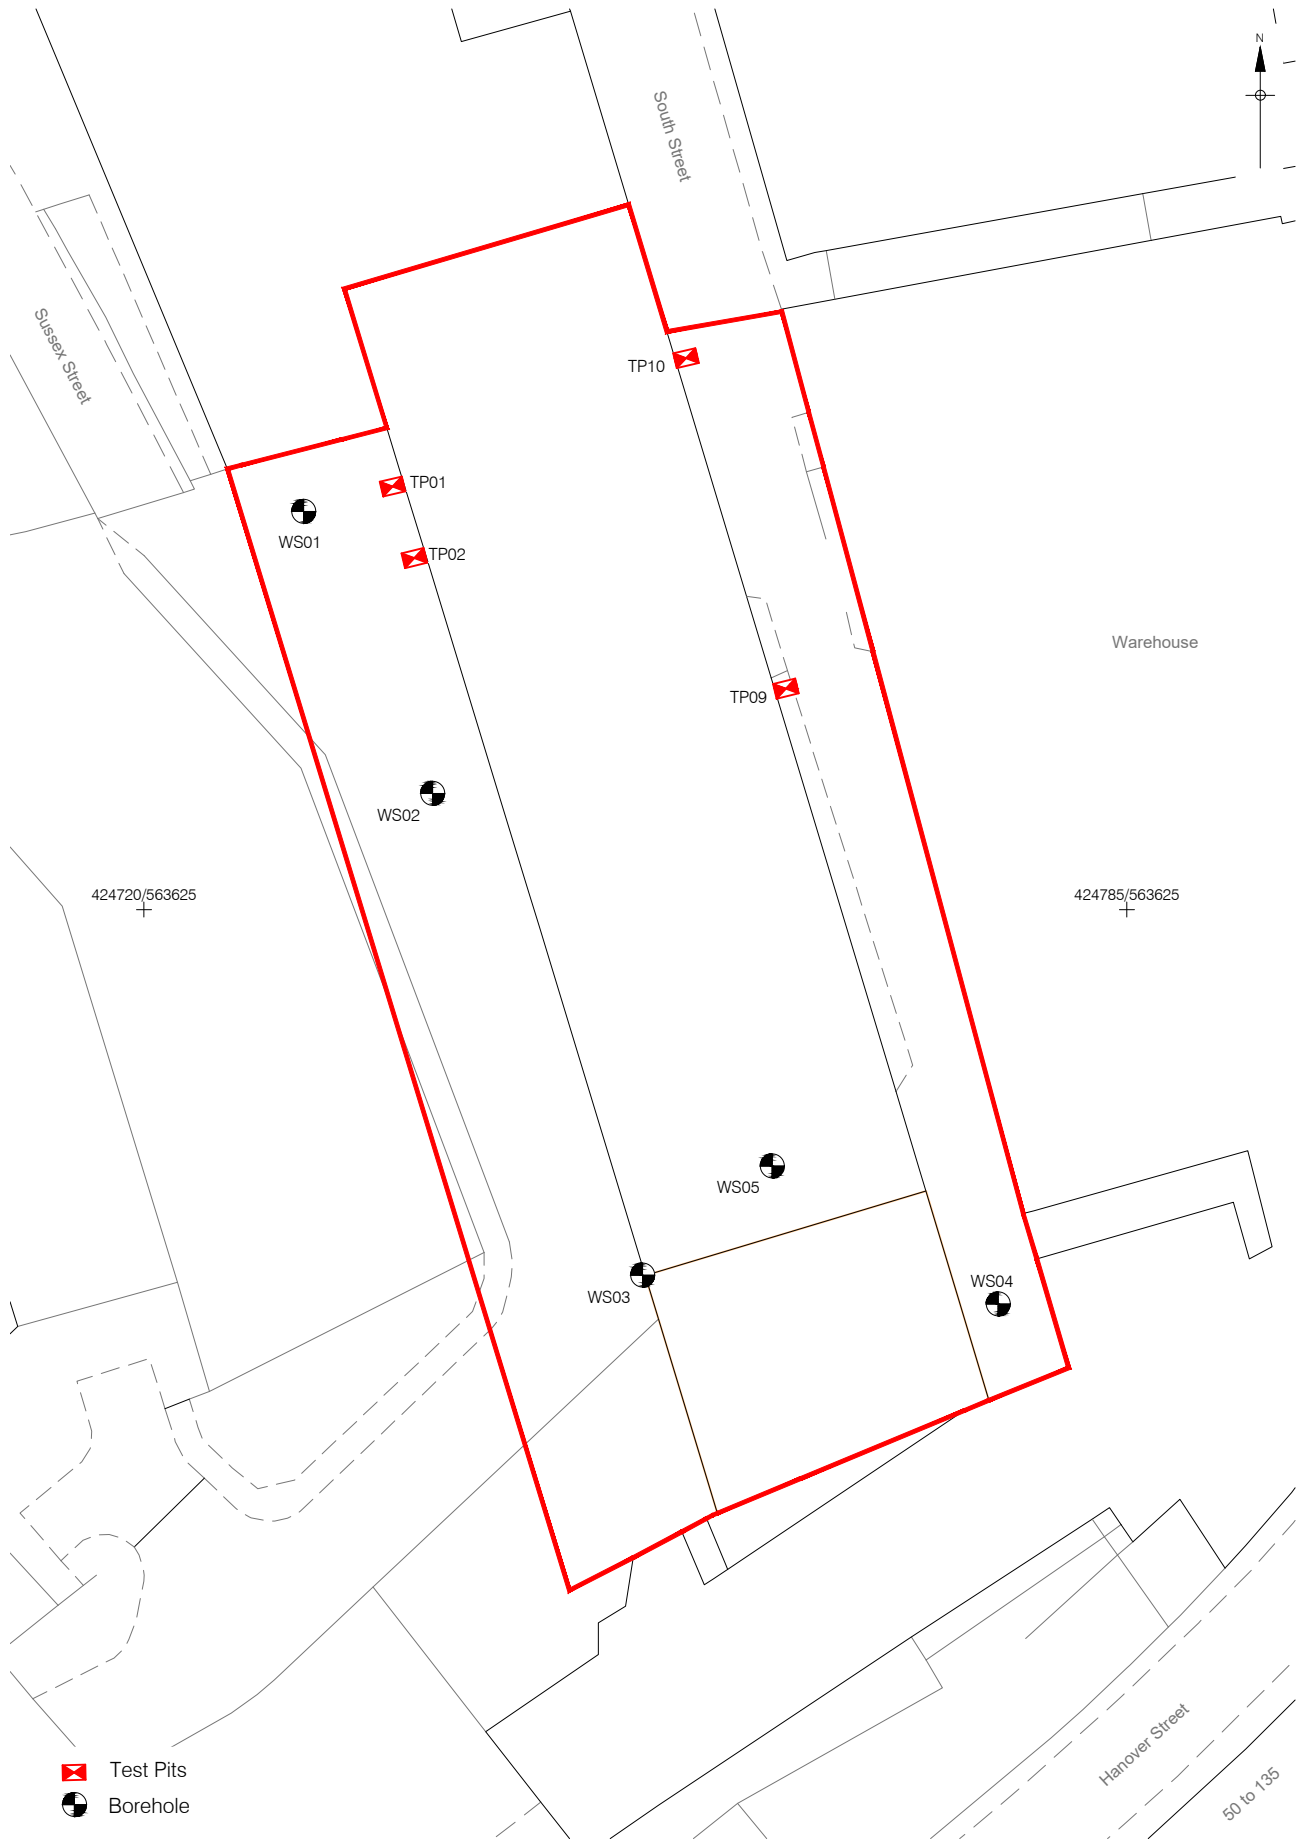 N
South Street
Sussex Street
TP10
TP01
WS01
TP02
Warehouse
TP09
WS02
424720/563625
424785/563625
WS05
WS04
WS03
Hanover Street
50 to 135
Test Pits
Borehole